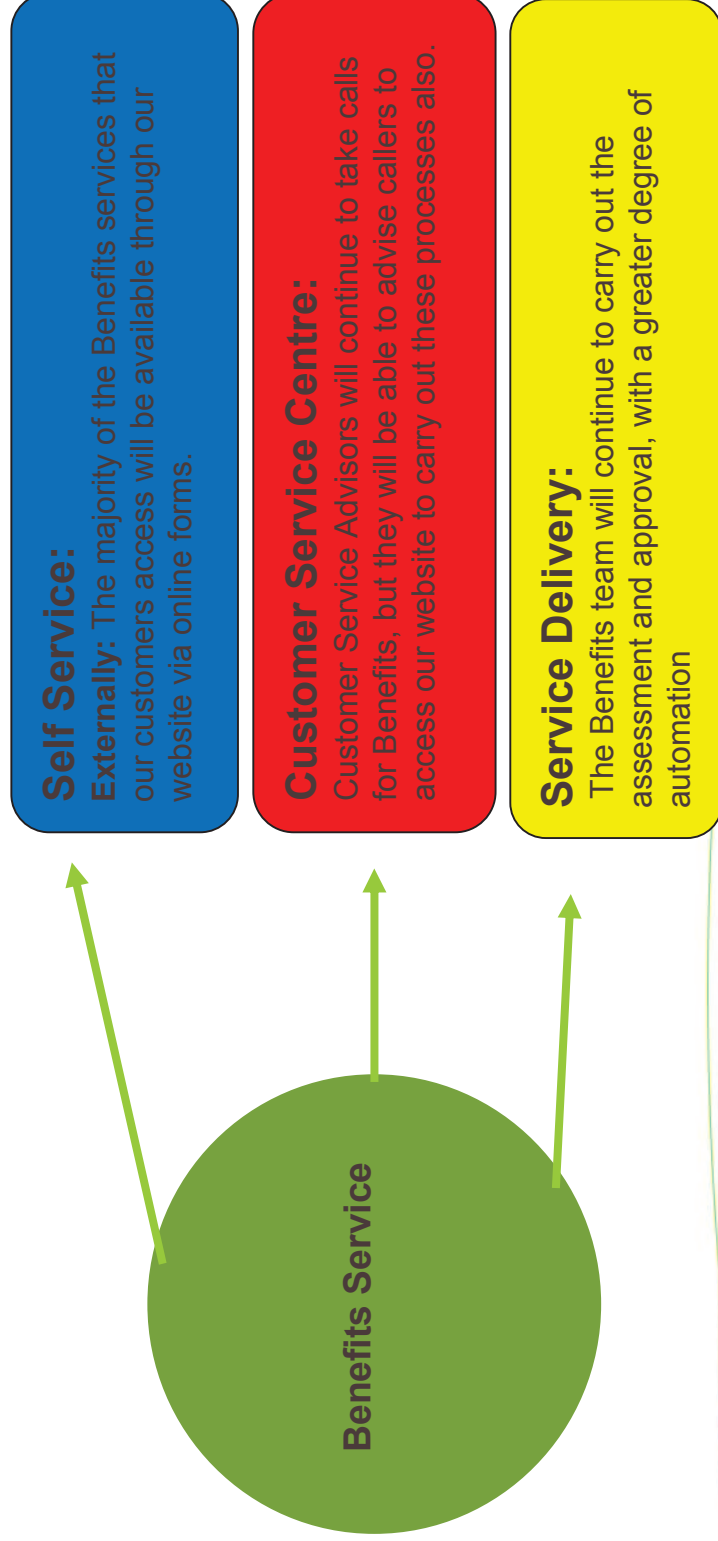 Benefits Service
Self Service:
Externally: The majority of the Benefits services that
our customers access will be available through our
website via online forms.
Customer Service Centre:
Customer Service Advisors will continue to take calls
for Benefits, but they will be able to advise callers to
access our website to carry out these processes also.
Service Delivery:
The Benefits team will continue to carry out the
assessment and approval, with a greater degree of
automation